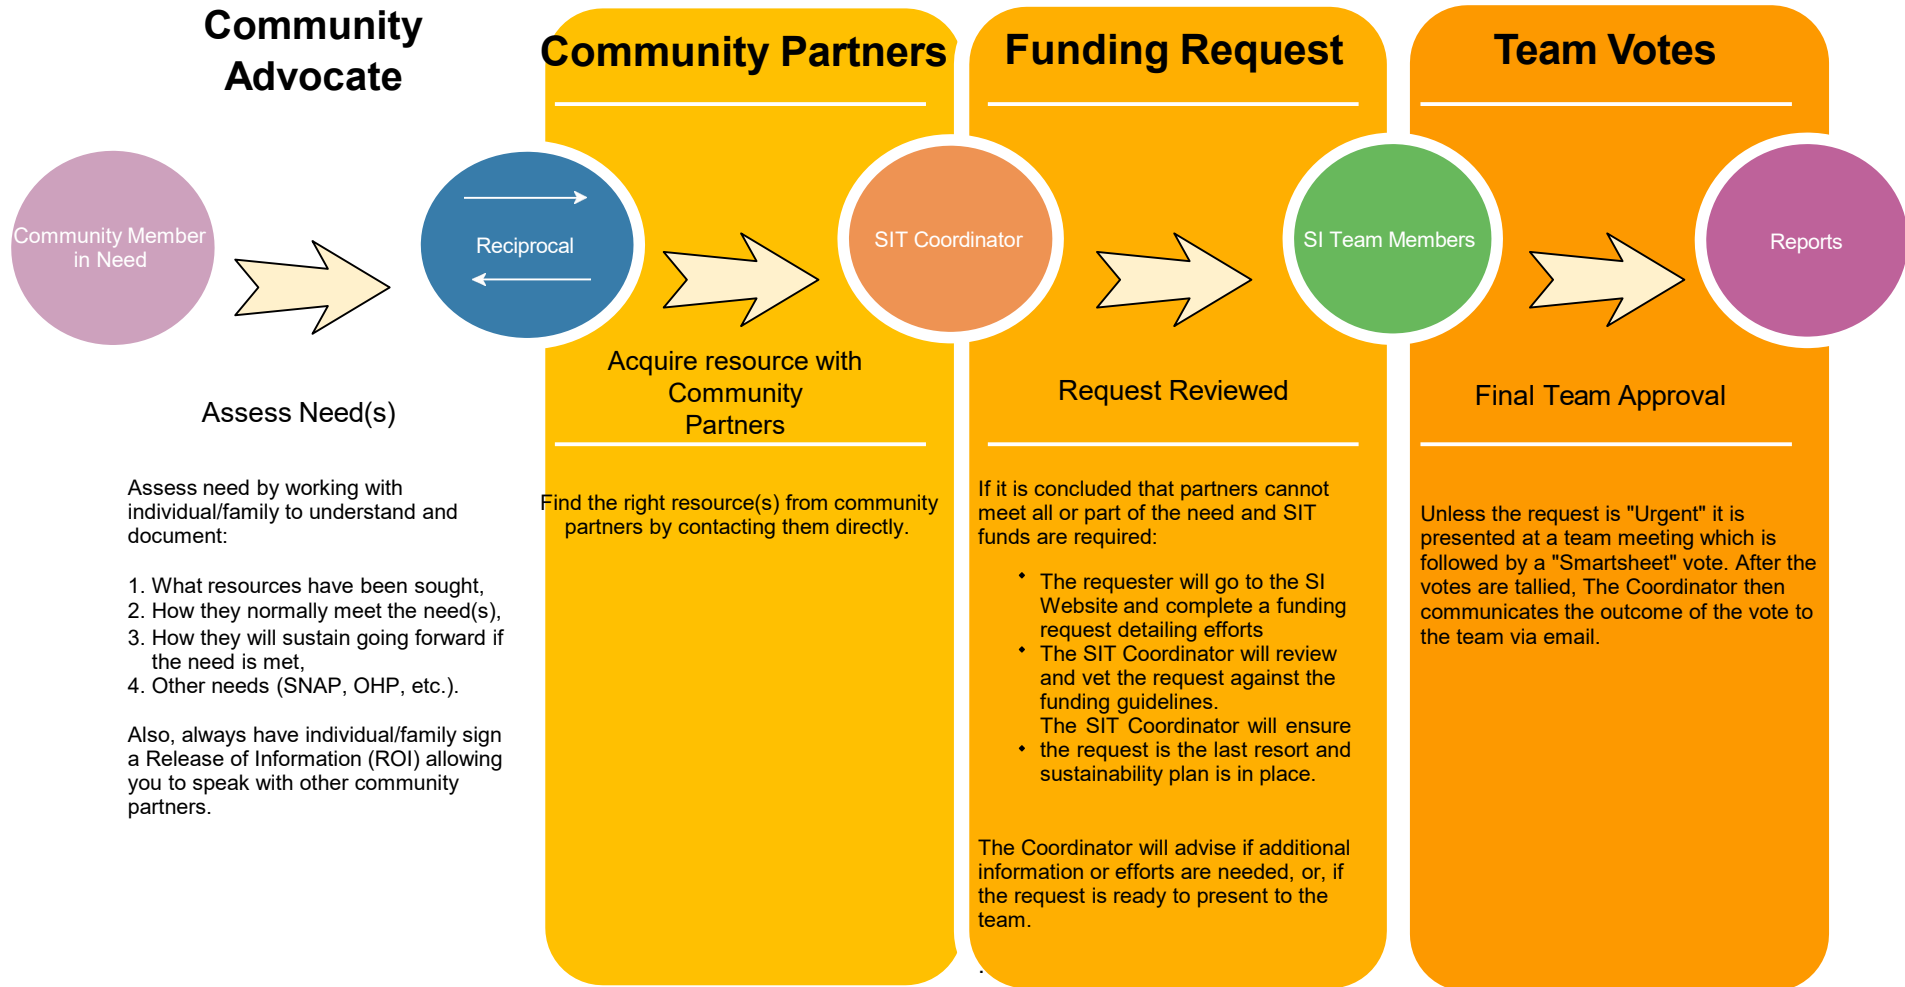 Community
Advocate
Community Member
in Need
Assess Need(s)
Assess need by working with
individual/family to understand and
document:
1. What resources have been sought,
2. How they normally meet the need(s),
3. How they will sustain going forward if
the need is met,
4. Other needs (SNAP, OHP, etc.).
Also, always have individual/family sign
a Release of Information (ROI) allowing
you to speak with other community
partners.
Community Partners
Reciprocal
Acquire resource with
Community
Partners
Find the right resource(s) from community
partners by contacting them directly.
Funding Request
SIT Coordinator
Request Reviewed
If it is concluded that partners cannot
meet all or part of the need and SIT
funds are required:
• The requester will go to the SI
Website and complete a funding
request detailing efforts
• The SIT Coordinator will review
and vet the request against the
funding guidelines.
The SIT Coordinator will ensure
• the request is the last resort and
sustainability plan is in place.
The Coordinator will advise if additional
information or efforts are needed, or, if
the request is ready to present to the
team.
.
Team Votes
SI Team Members
Reports
Final Team Approval
Unless the request is "Urgent" it is
presented at a team meeting which is
followed by a "Smartsheet" vote. After the
votes are tallied, The Coordinator then
communicates the outcome of the vote to
the team via email.